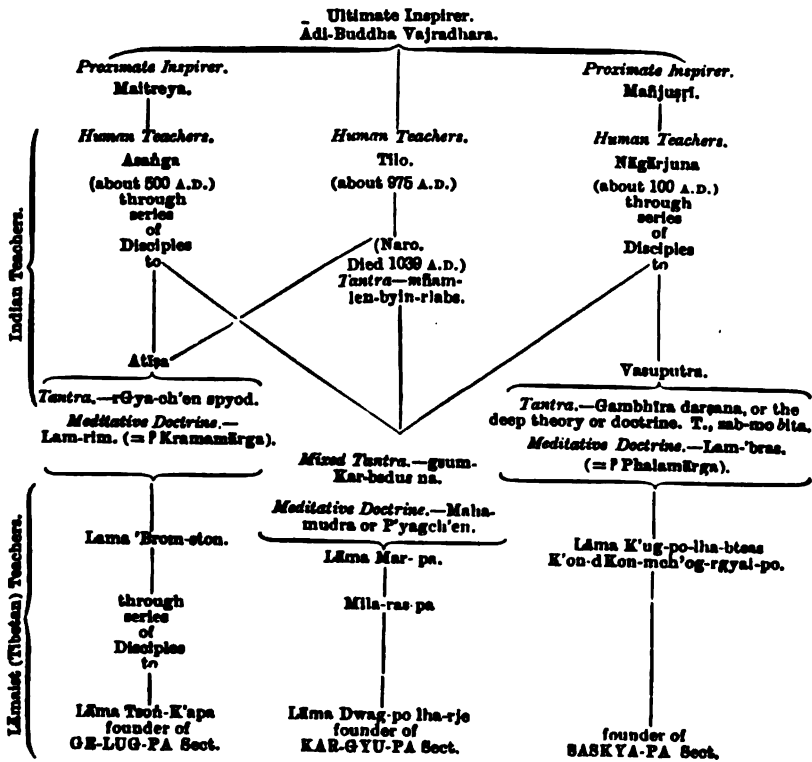 Ultimate Inspirer.
Ādi-Buddha Vajradhara.
Proximate Inspirer.
Maitreya.
Proximate Inspirer.
Mañjuṣrī.
Indian Teachers.
Human Teachers.
Asaṅga
(about 500 A.D.)
through
series
of
Disciples
to
Human Teachers.
Tilo.
(about 975 A.D.)
(Naro.
Died 1039 A.D.)
Tantra—mñam-
len-byin-rlabs.
Human Teachers.
Nāgārjuna
(about 100 A.D.)
through
series
of
Disciples
to
Atīṣa
Tantra.—rGya-ch'en spyod.
Meditative Doctrine.—
Lam-rim. (= ? Kramamārga).
Vasuputra.
Tantra.—Gambhīra darṣana, or the
deep theory or doctrine. T., sab-mo blta.
Meditative Doctrine.—Lam-'bras.
(= ? Phalamārga).
Mixed Tantra.—gsum-
Kar-bsdus na.
Meditative Doctrine.—Maha-
mudra or P'yagch'en.
Lāmaist (Tibetan) Teachers.
Lama 'Brom-ston.
through
series
of
Disciples
to
Lāma Tsoṅ-K'apa
founder of
GE-LUG-PA Sect.
Lāma Mar-pa.
Mila-ras-pa
Lāma Dwag-po lha-rje
founder of
KAR-GYU-PA Sect.
Lāma K'ug-po-lha-btsas
K'on-dKon-mch'og-rgyal-po.
founder of
SASKYA-PA Sect.